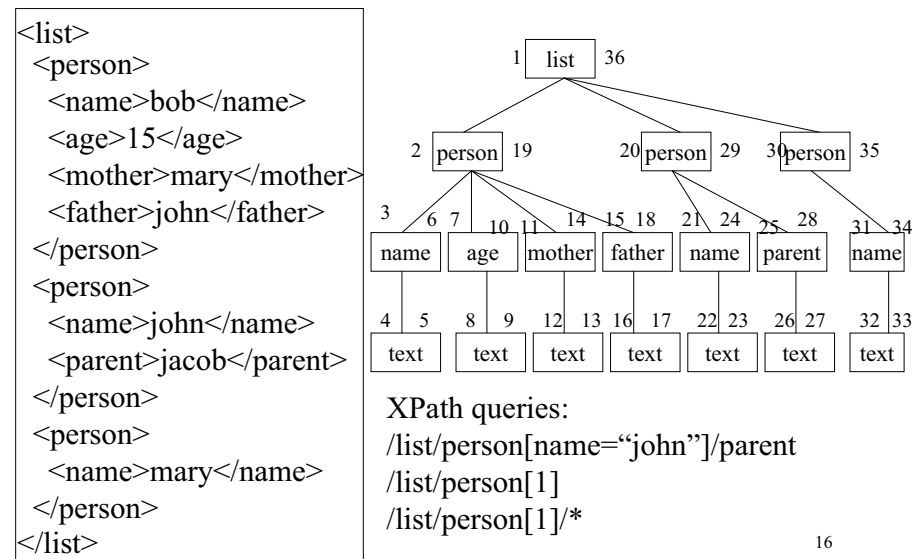 <list>
<person>
<name>bob</name>
<age>15</age>
<mother>mary</mother>
<father>john</father>
</person>
<person>
<name>john</name>
<parent>jacob</parent>
</person>
<person>
<name>mary</name>
</person>
</list>
1 list 36
2 person 19 20 person 29 30 person 35
3 6 7 10 11 14 15 18 21 24 25 28 31 34
name age mother father name parent name
4 5 8 9 12 13 16 17 22 23 26 27 32 33
text text text text text text text
XPath queries:
/list/person[name=“john”]/parent
/list/person[1]
/list/person[1]/*
16